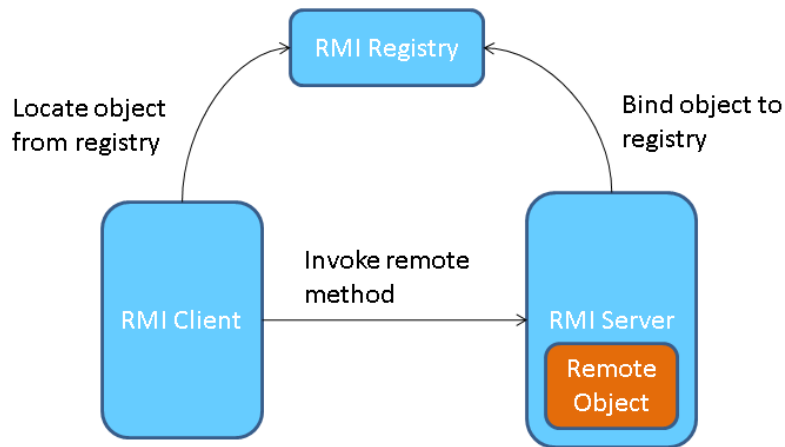 RMI Registry
Locate object
from registry
Bind object to
registry
Invoke remote
method
RMI Client
RMI Server
Remote
Object